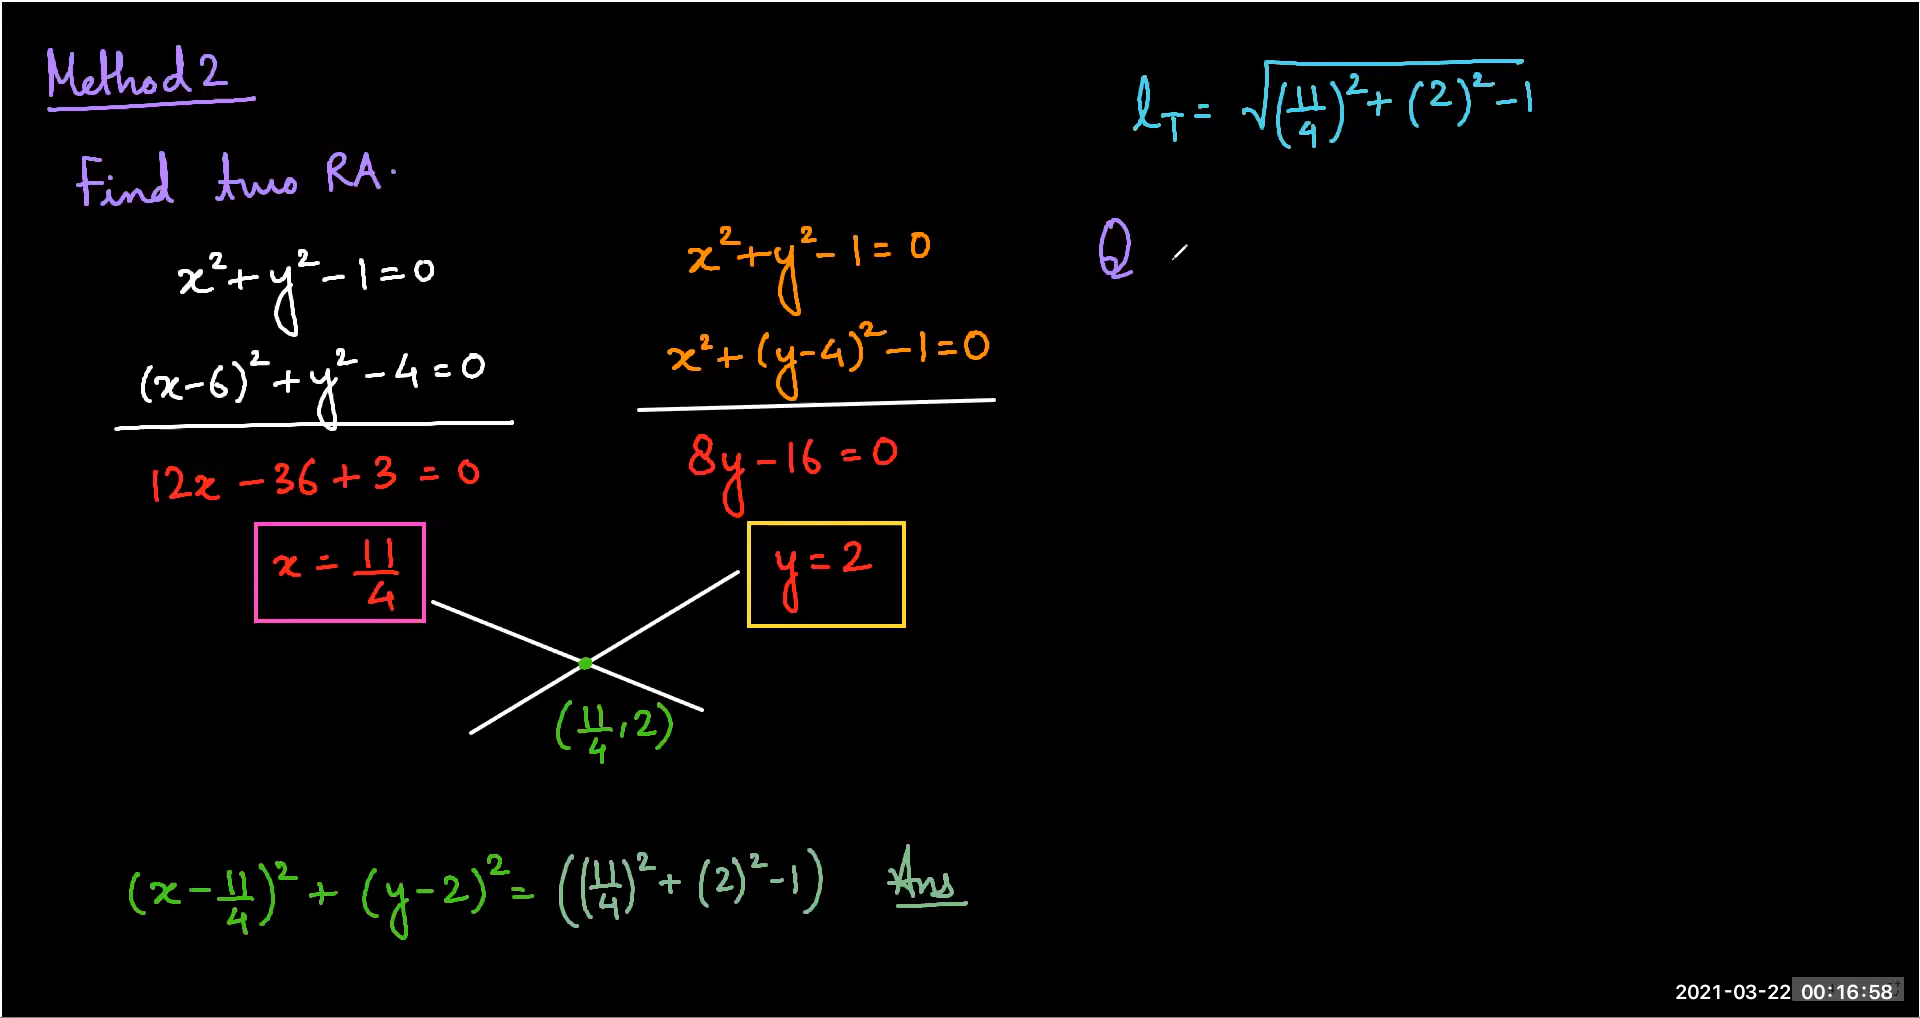 Method 2
Find two RA.
x² + y² - 1 = 0
(x-6)² + y² - 4 = 0
12x - 36 + 3 = 0
x = 11/4
x² + y² - 1 = 0
x² + (y-4)² - 1 = 0
8y - 16 = 0
y = 2
(11/4, 2)
(x - 11/4)² + (y - 2)² = ((11/4)² + (2)² - 1) Ans
l_T = √((11/4)² + (2)² - 1)
Q
2021-03-22 00:16:58